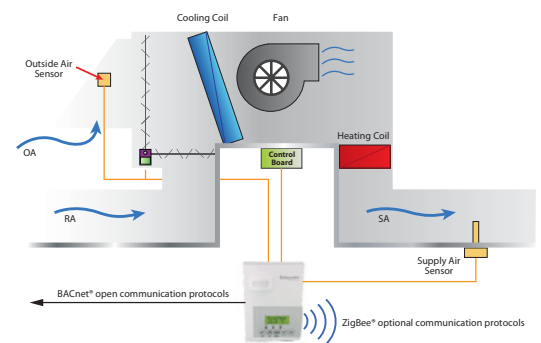 Cooling Coil
Fan
Outside Air
Sensor
OA
Heating Coil
Control
Board
RA
SA
Supply Air
Sensor
BACnet® open communication protocols
ZigBee® optional communication protocols